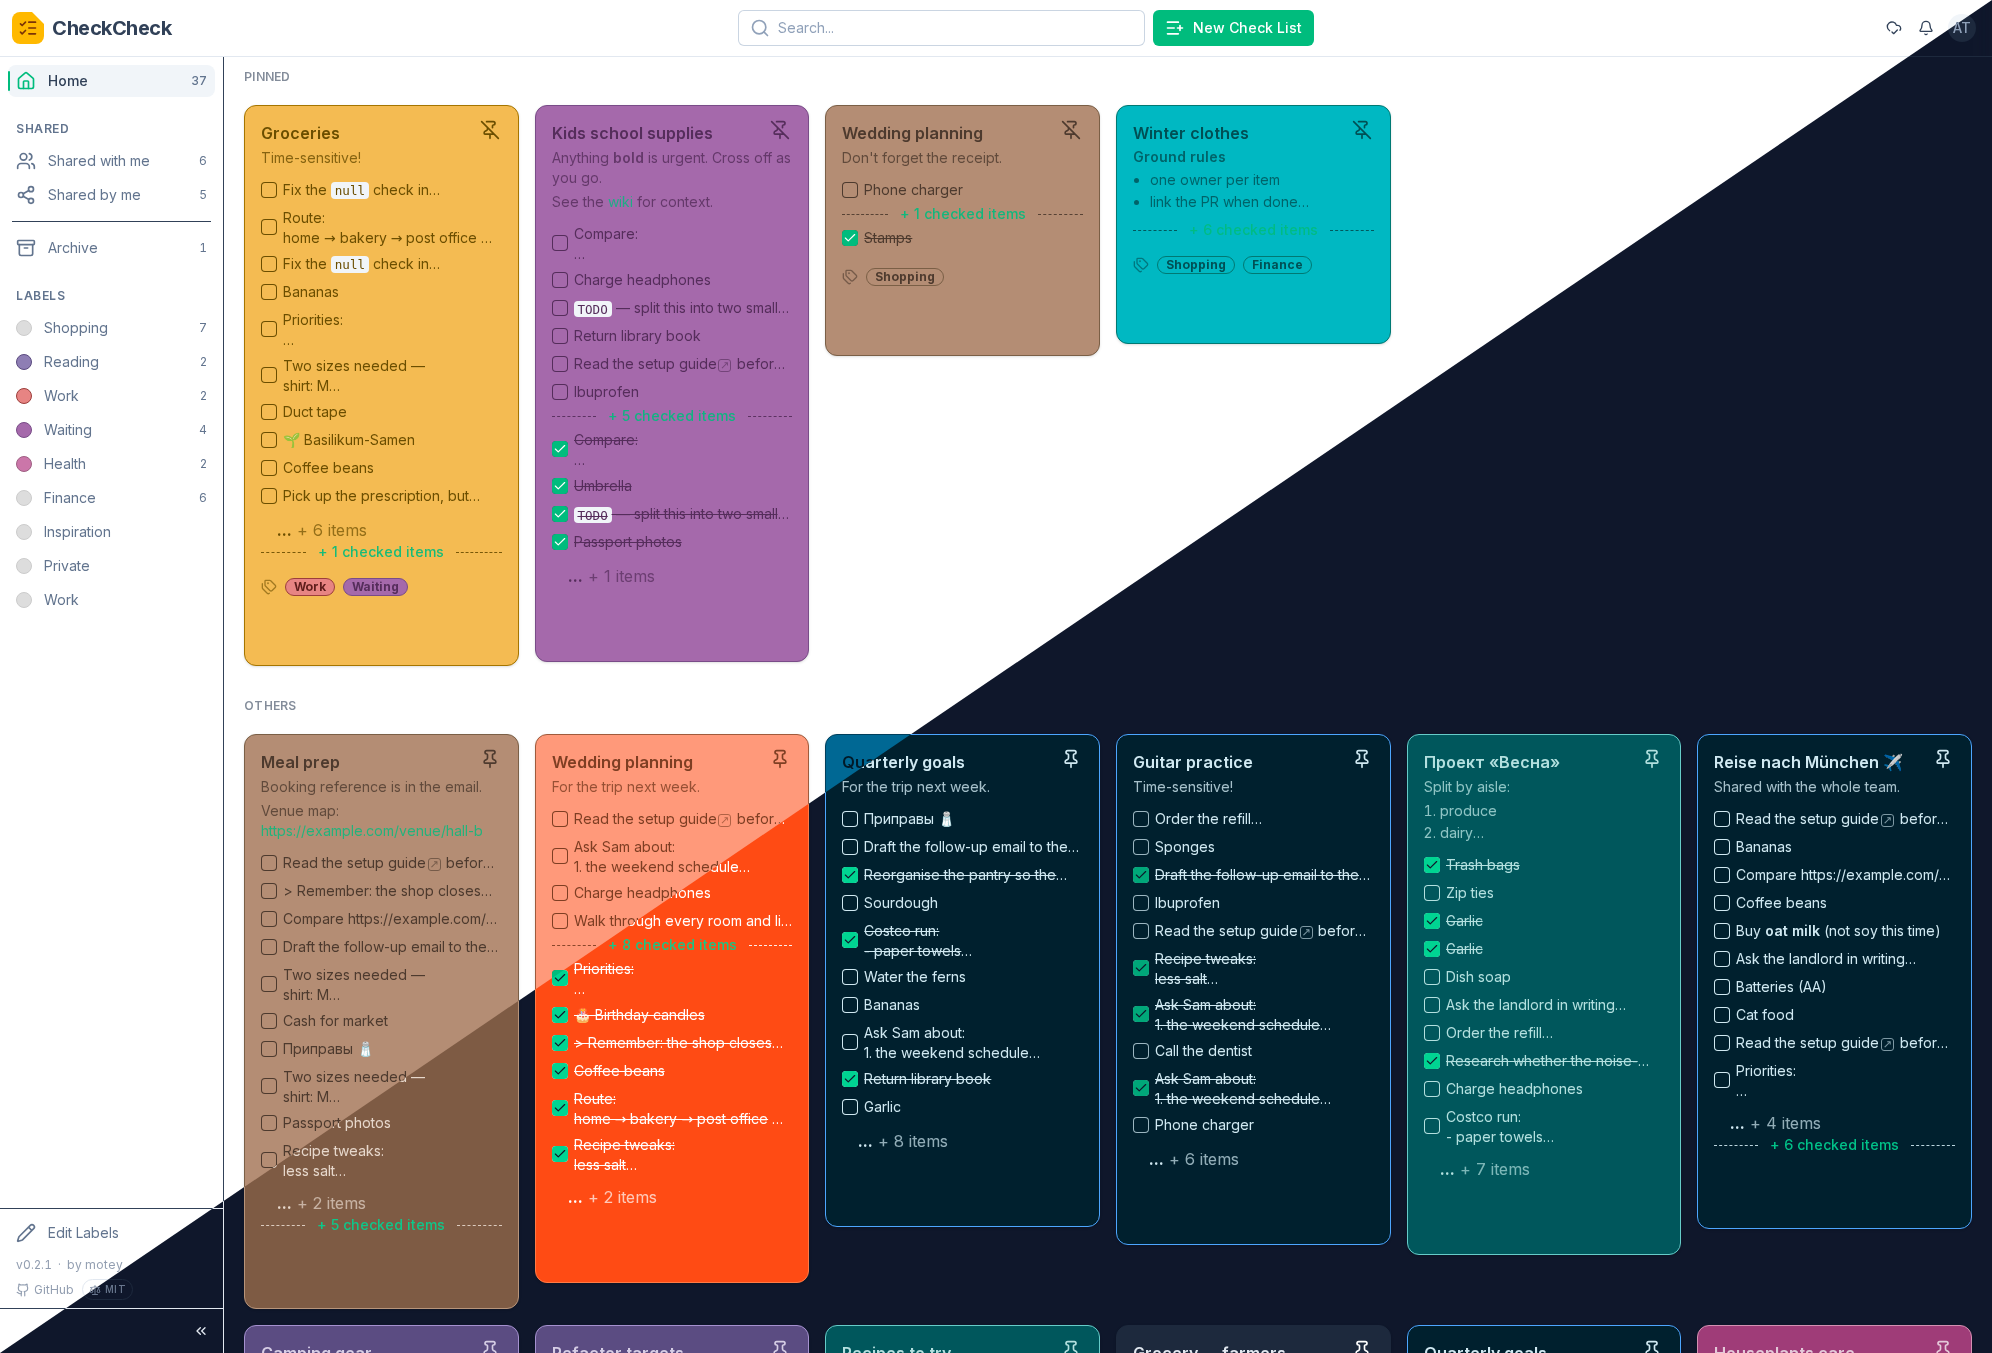 CheckCheck
Search...
New Check List
AT
Home 37
SHARED
Shared with me 6
Shared by me 5
Archive 1
LABELS
Shopping 7
Reading 2
Work 2
Waiting 4
Health 2
Finance 6
Inspiration
Private
Work
Edit Labels
v0.2.1 · by motey
GitHub MIT
PINNED
Groceries
Time-sensitive!
Fix the null check in…
Route:
home → bakery → post office …
Fix the null check in…
Bananas
Priorities:
…
Two sizes needed —
shirt: M…
Duct tape
🌱 Basilikum-Samen
Coffee beans
Pick up the prescription, but…
... + 6 items
+ 1 checked items
Work Waiting
Kids school supplies
Anything bold is urgent. Cross off as
you go.
See the wiki for context.
Compare:
…
Charge headphones
TODO — split this into two small…
Return library book
Read the setup guide befor…
Ibuprofen
+ 5 checked items
Compare:
…
Umbrella
TODO — split this into two small…
Passport photos
... + 1 items
Wedding planning
Don't forget the receipt.
Phone charger
+ 1 checked items
Stamps
Shopping
Winter clothes
Ground rules
• one owner per item
• link the PR when done…
checked items
Shopping Finance
OTHERS
Meal prep
Booking reference is in the email.
Venue map:
https://example.com/venue/hall-b
Read the setup guide befor…
> Remember: the shop closes…
Compare https://example.com/…
Draft the follow-up email to the…
Two sizes needed —
shirt: M…
Cash for market
Приправы 🧂
Two sizes needed —
shirt: M…
Passport photos
Recipe tweaks:
less salt…
... + 2 items
+ 5 checked items
Wedding planning
For the trip next week.
Read the setup guide befor…
Ask Sam about:
1. the weekend schedule…
Charge headphones
Walk through every room and li…
+ 8 checked items
Priorities:
…
🎂 Birthday candles
> Remember: the shop closes…
Coffee beans
Route:
home → bakery → post office …
Recipe tweaks:
less salt…
... + 2 items
Quarterly goals
For the trip next week.
Приправы 🧂
Draft the follow-up email to the…
Reorganise the pantry so the…
Sourdough
Costco run:
- paper towels…
Water the ferns
Bananas
Ask Sam about:
1. the weekend schedule…
Return library book
Garlic
... + 8 items
Guitar practice
Time-sensitive!
Order the refill…
Sponges
Draft the follow-up email to the…
Ibuprofen
Read the setup guide befor…
Recipe tweaks:
less salt…
Ask Sam about:
1. the weekend schedule…
Call the dentist
Ask Sam about:
1. the weekend schedule…
Phone charger
... + 6 items
Проект «Весна»
Split by aisle:
1. produce
2. dairy…
Trash bags
Zip ties
Garlic
Garlic
Dish soap
Ask the landlord in writing…
Order the refill…
Research whether the noise-…
Charge headphones
Costco run:
- paper towels…
... + 7 items
Reise nach München ✈️
Shared with the whole team.
Read the setup guide befor…
Bananas
Compare https://example.com/…
Coffee beans
Buy oat milk (not soy this time)
Ask the landlord in writing…
Batteries (AA)
Cat food
Read the setup guide befor…
Priorities:
…
... + 4 items
+ 6 checked items
Camping gear
Refactor targets
Recipes to try
Grocery — farmers
Quarterly goals
Houseplants care